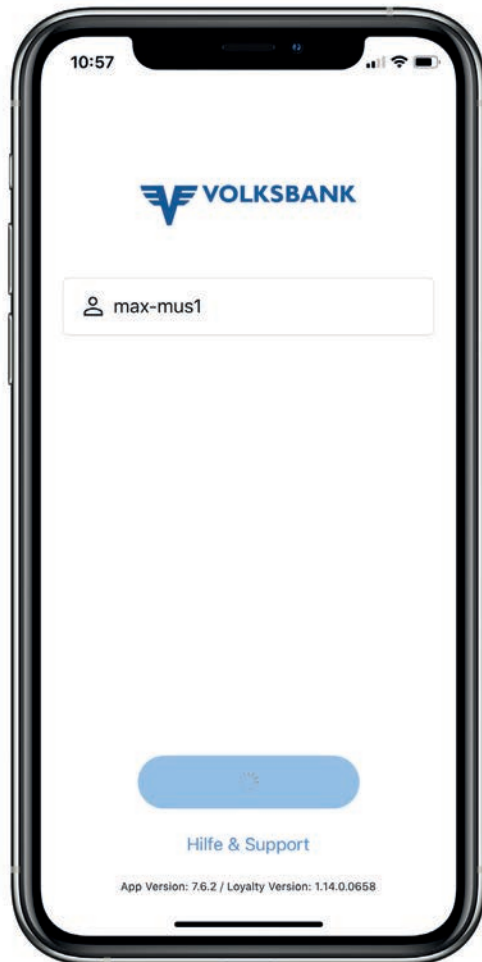 10:57
VOLKSBANK
max-mus1
Hilfe & Support
App Version: 7.6.2 / Loyalty Version: 1.14.0.0658